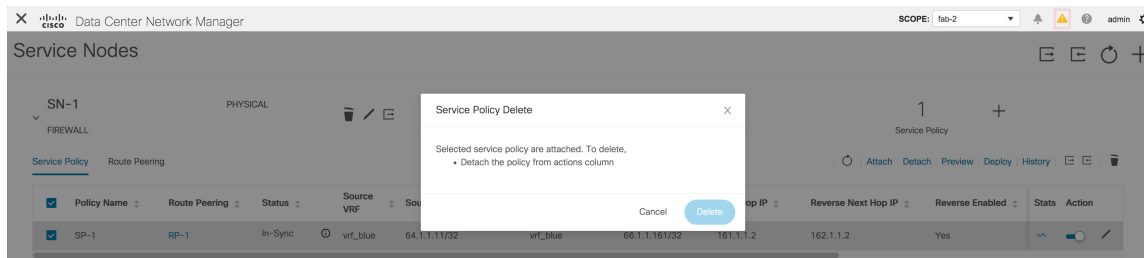 CISCO Data Center Network Manager SCOPE: fab-2 admin
Service Nodes
SN-1 PHYSICAL
FIREWALL
1
Service Policy
Service Policy Delete
Selected service policy are attached. To delete,
• Detach the policy from actions column
Cancel Delete
Service Policy Route Peering Attach Detach Preview Deploy History
Policy Name Route Peering Status Source VRF Sou op IP Reverse Next Hop IP Reverse Enabled Stats Action
SP-1 RP-1 In-Sync vrf_blue 64.1.1.11/32 vrf_blue 66.1.1.161/32 161.1.1.2 162.1.1.2 Yes